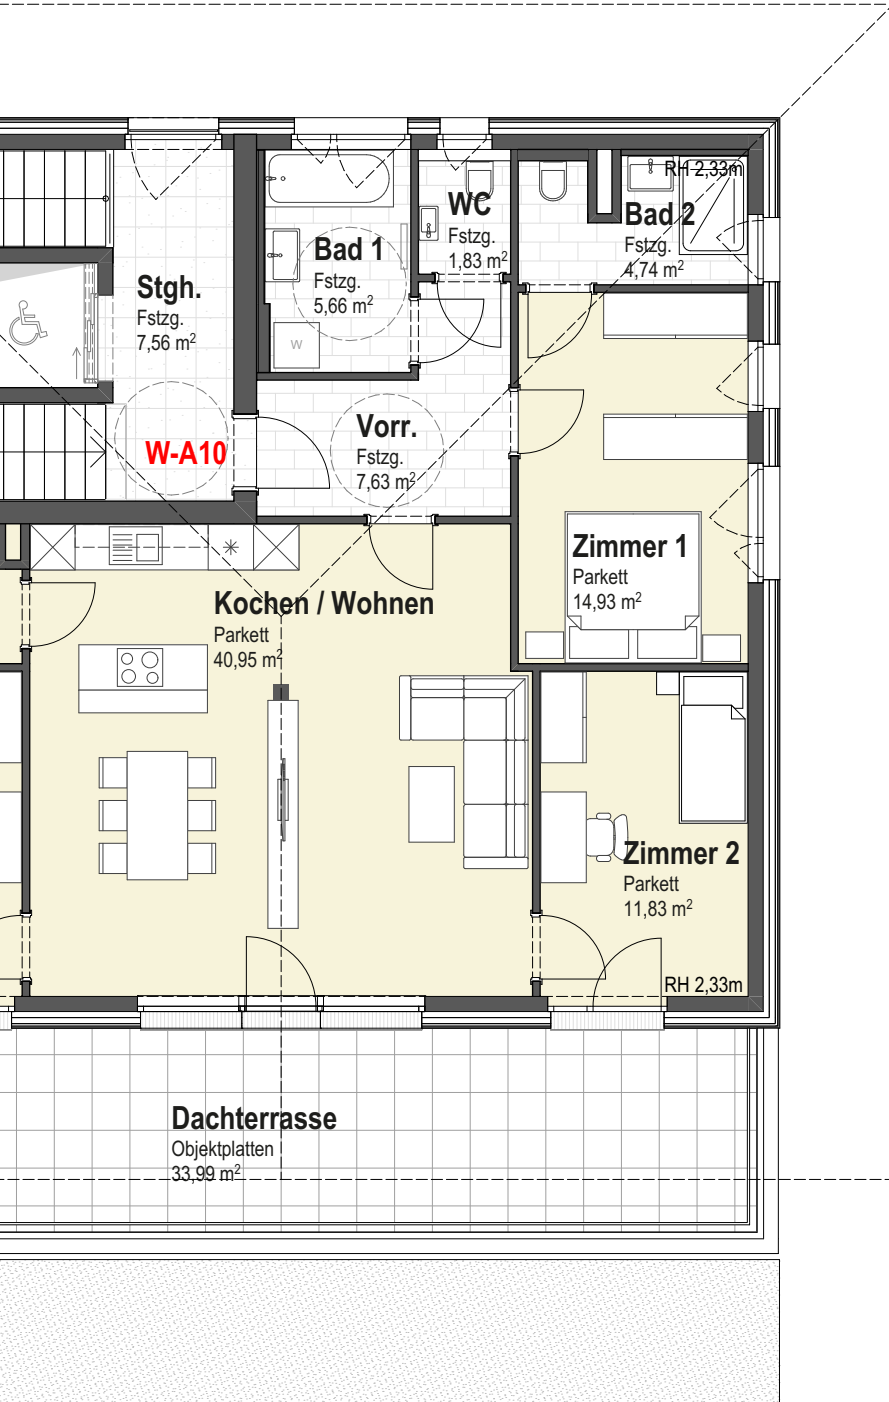 RH 2,33m
WC
Fstzg.
1,83 m²
Bad 2
Fstzg.
4,74 m²
Bad 1
Fstzg.
5,66 m²
Stgh.
Fstzg.
7,56 m²
W
Vorr.
Fstzg.
7,63 m²
W-A10
Zimmer 1
Parkett
14,93 m²
Kochen / Wohnen
Parkett
40,95 m²
Zimmer 2
Parkett
11,83 m²
RH 2,33m
Dachterrasse
Objektplatten
33,99 m²